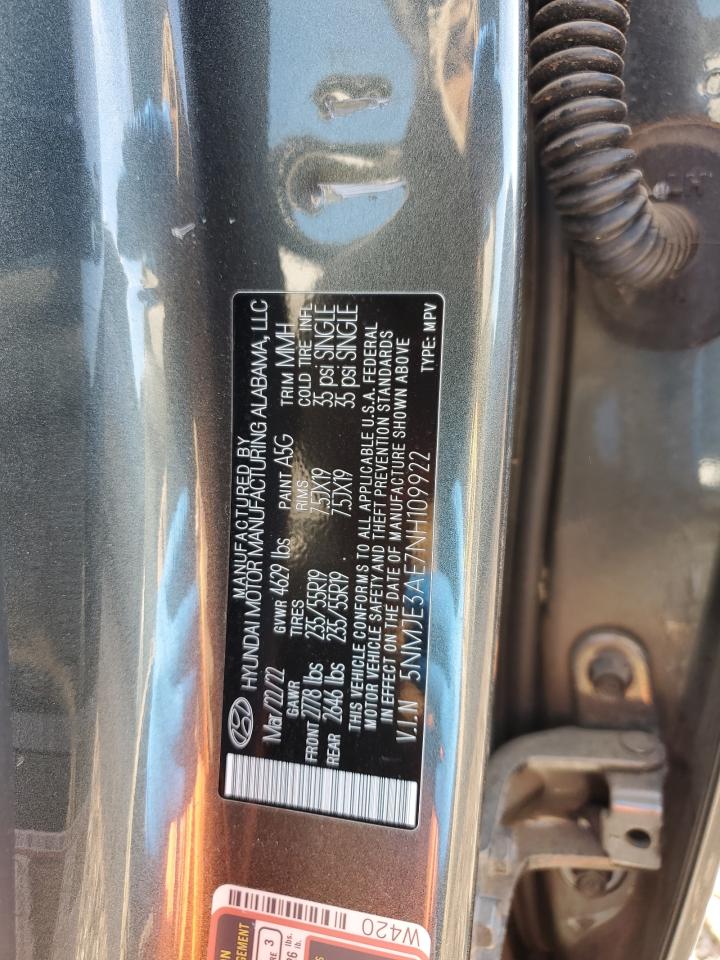 MANUFACTURED BY
HYUNDAI MOTOR MANUFACTURING ALABAMA, LLC
Mar/22/22 GVWR 4629 lbs PAINT A5G TRIM MMH
GAWR TIRES RIMS COLD TIRE INFL
FRONT 2778 lbs 235/55R19 7.5JX19 35 psi SINGLE
REAR 2646 lbs 235/55R19 7.5JX19 35 psi SINGLE
THIS VEHICLE CONFORMS TO ALL APPLICABLE U.S.A. FEDERAL
MOTOR VEHICLE SAFETY AND THEFT PREVENTION STANDARDS
IN EFFECT ON THE DATE OF MANUFACTURE SHOWN ABOVE
V.I.N 5NMJE3AE7NH109922 TYPE: MPV
W420